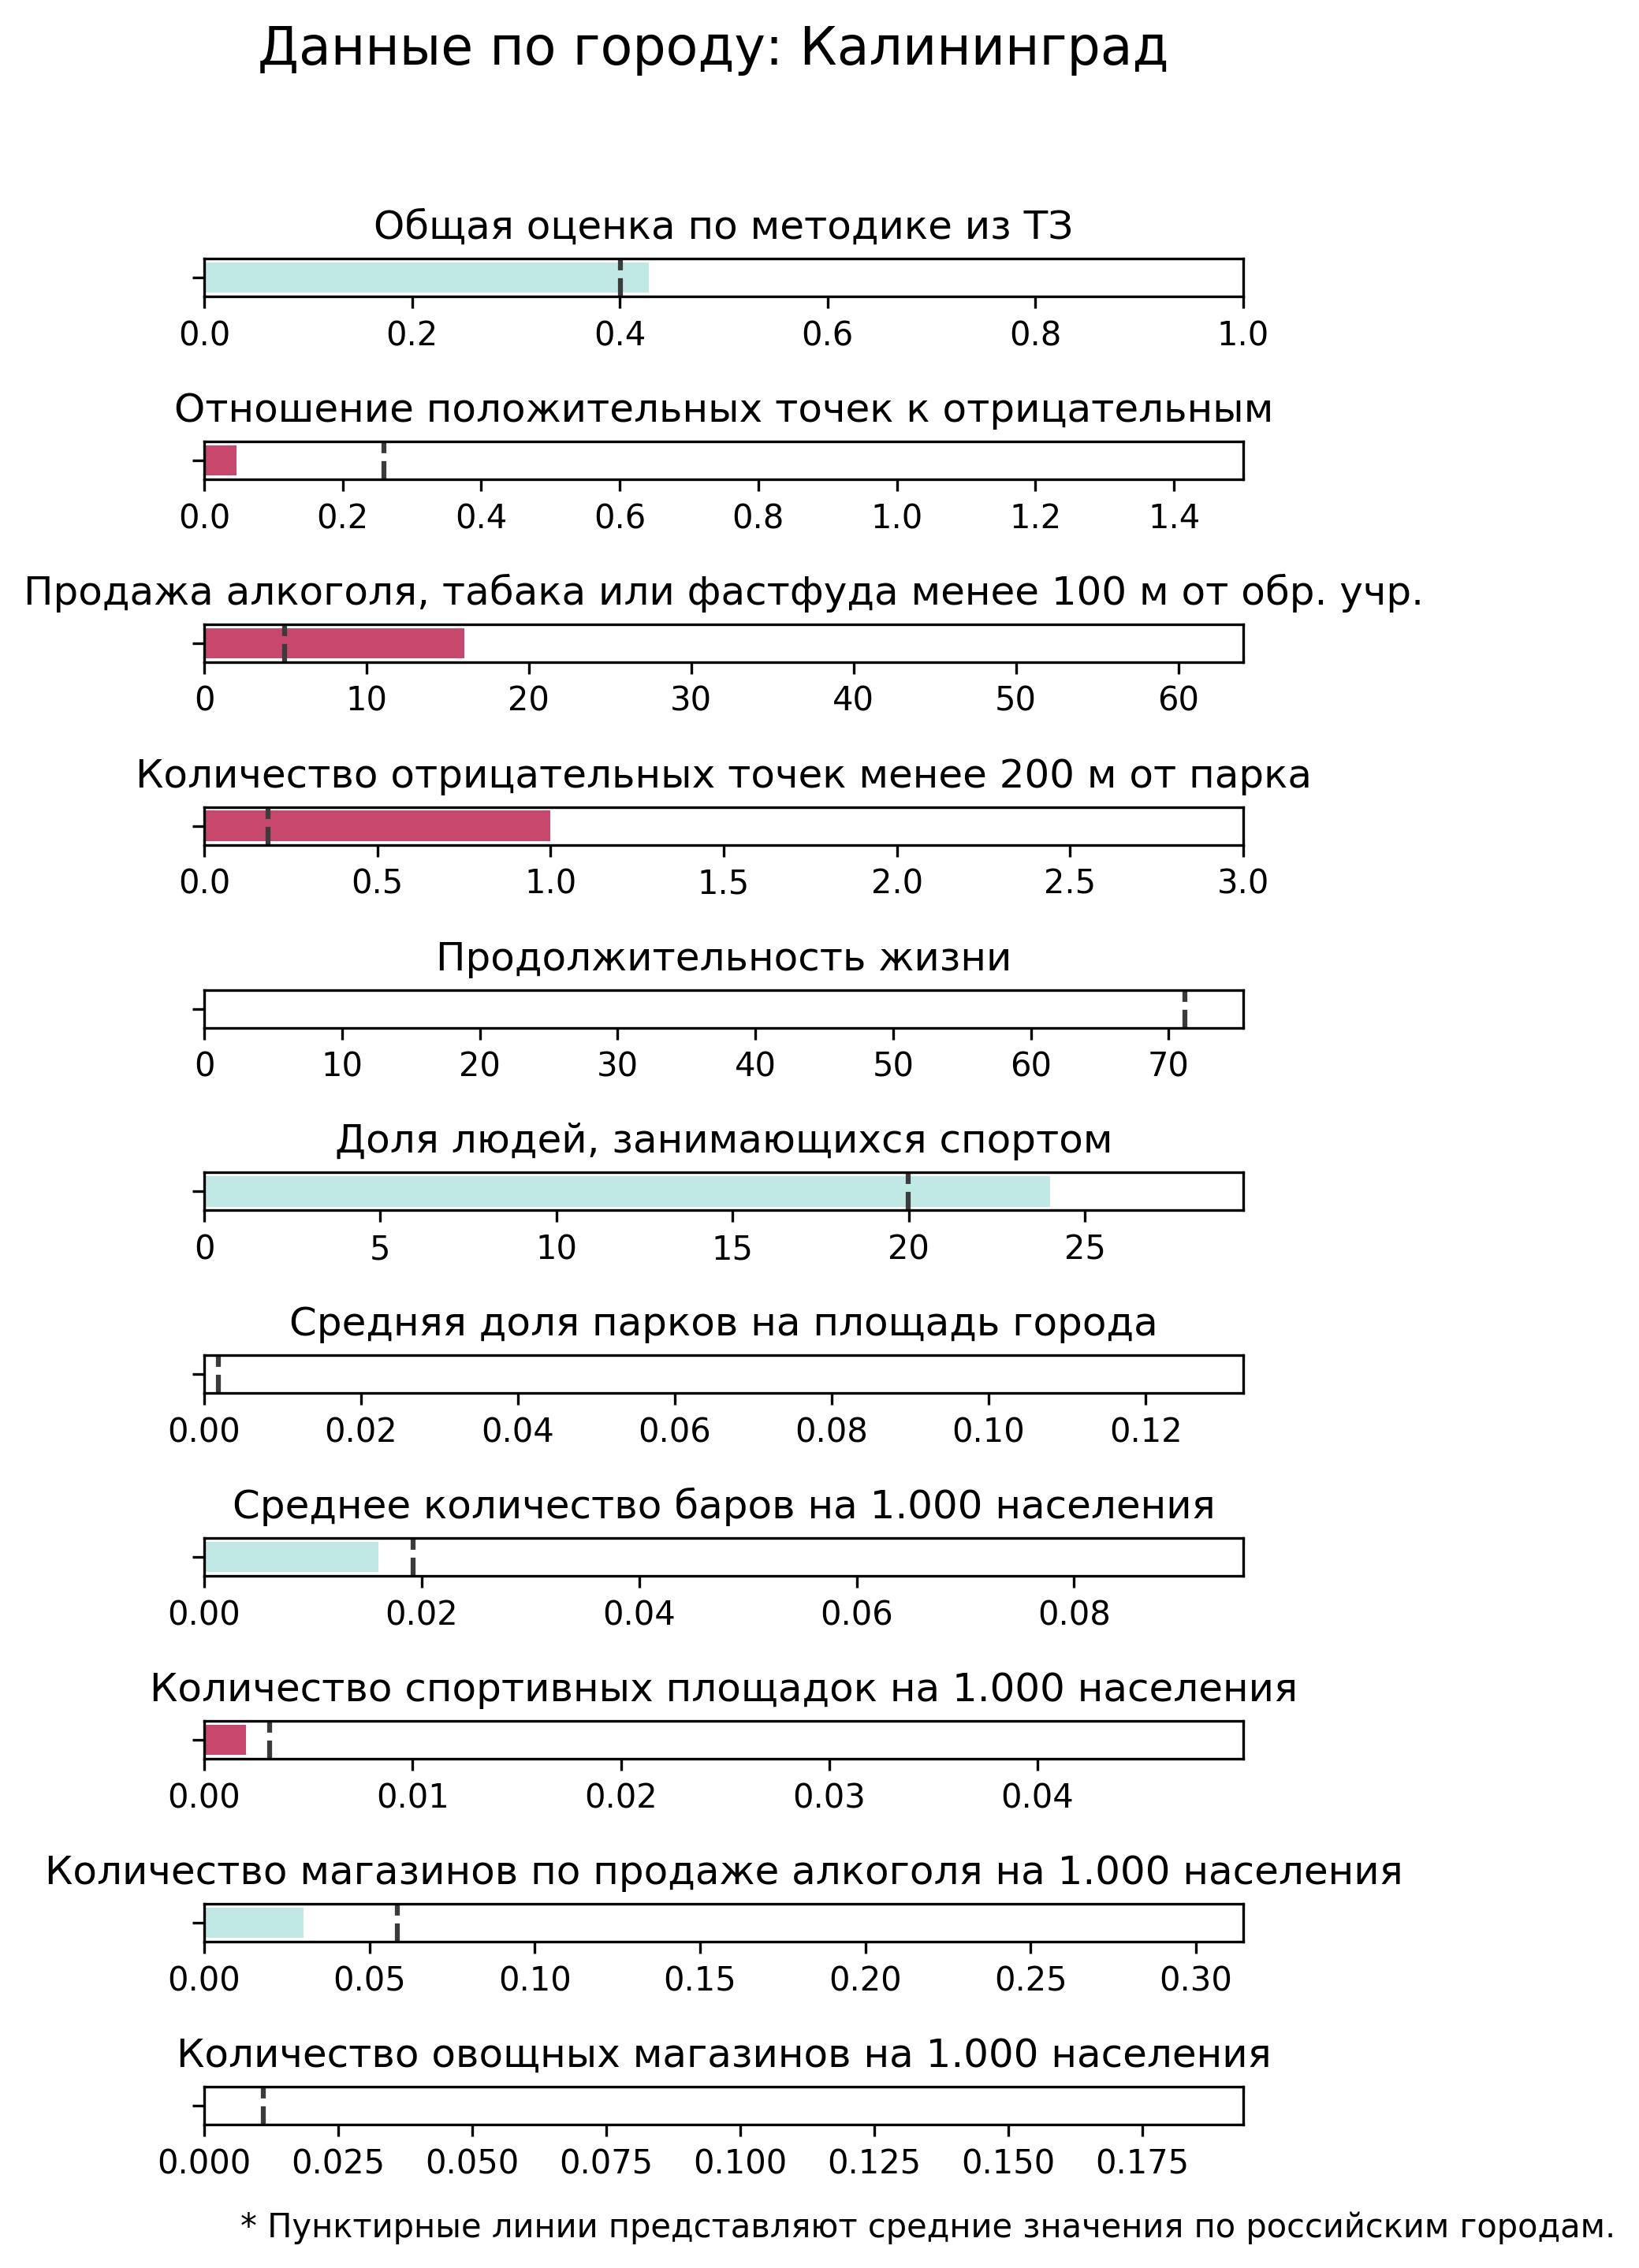 Данные по городу: Калининград
Общая оценка по методике из ТЗ
0.0 0.2 0.4 0.6 0.8 1.0
Отношение положительных точек к отрицательным
0.0 0.2 0.4 0.6 0.8 1.0 1.2 1.4
Продажа алкоголя, табака или фастфуда менее 100 м от обр. учр.
0 10 20 30 40 50 60
Количество отрицательных точек менее 200 м от парка
0.0 0.5 1.0 1.5 2.0 2.5 3.0
Продолжительность жизни
0 10 20 30 40 50 60 70
Доля людей, занимающихся спортом
0 5 10 15 20 25
Средняя доля парков на площадь города
0.00 0.02 0.04 0.06 0.08 0.10 0.12
Среднее количество баров на 1.000 населения
0.00 0.02 0.04 0.06 0.08
Количество спортивных площадок на 1.000 населения
0.00 0.01 0.02 0.03 0.04
Количество магазинов по продаже алкоголя на 1.000 населения
0.00 0.05 0.10 0.15 0.20 0.25 0.30
Количество овощных магазинов на 1.000 населения
0.000 0.025 0.050 0.075 0.100 0.125 0.150 0.175
* Пунктирные линии представляют средние значения по российским городам.